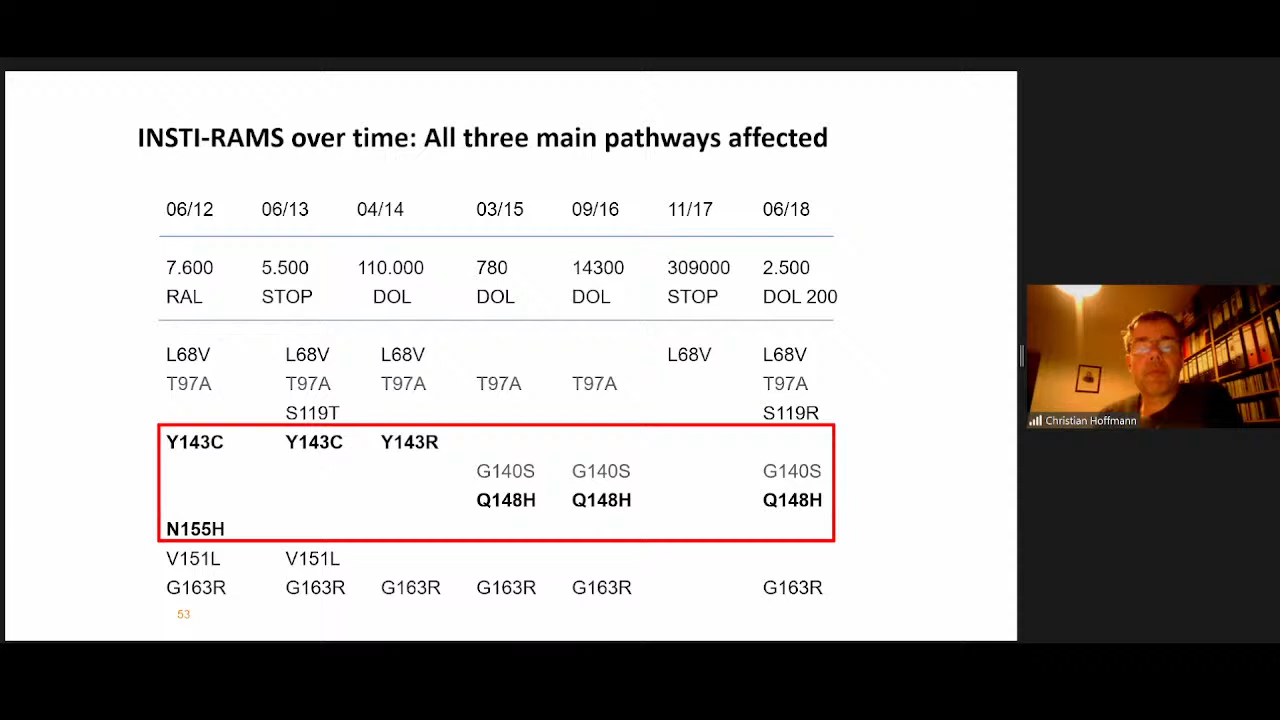 INSTI-RAMS over time: All three main pathways affected
06/12 06/13 04/14 03/15 09/16 11/17 06/18
7.600 5.500 110.000 780 14300 309000 2.500
RAL STOP DOL DOL DOL STOP DOL 200
L68V L68V L68V L68V L68V
T97A T97A T97A T97A T97A T97A
S119T S119R
Y143C Y143C Y143R
G140S G140S G140S
Q148H Q148H Q148H
N155H
V151L V151L
G163R G163R G163R G163R G163R G163R
53
Christian Hoffmann